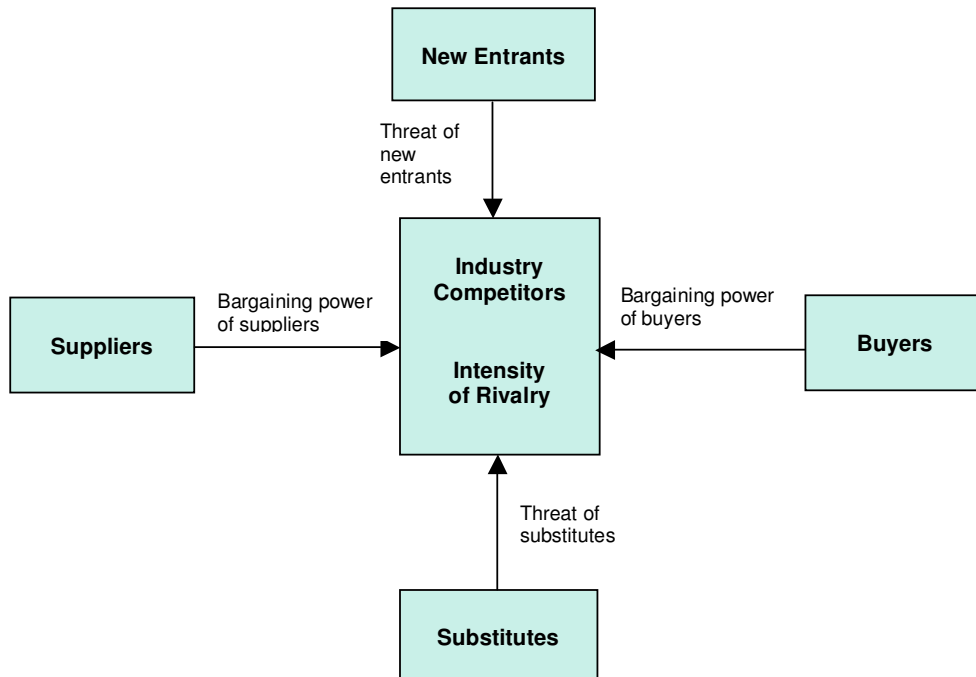 New Entrants
Threat of
new
entrants
Industry
Competitors
Bargaining power
of suppliers
Bargaining power
of buyers
Suppliers
Buyers
Intensity
of Rivalry
Threat of
substitutes
Substitutes